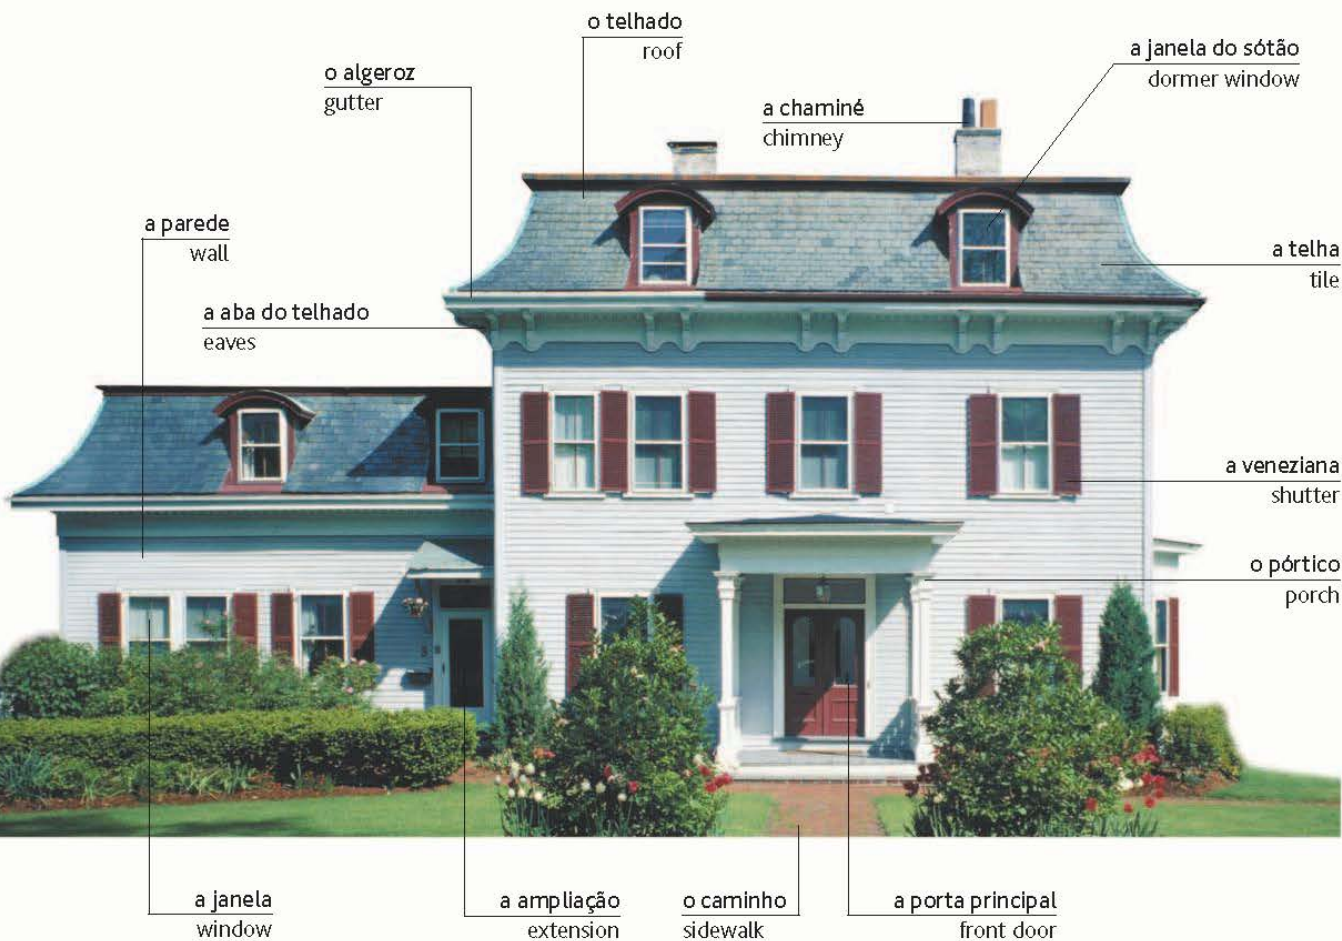 o telhado
roof
a janela do sótão
dormer window
o algeroz
gutter
a chaminé
chimney
a parede
wall
a telha
tile
a aba do telhado
eaves
a veneziana
shutter
o pórtico
porch
a janela
window
a ampliação
extension
o caminho
sidewalk
a porta principal
front door